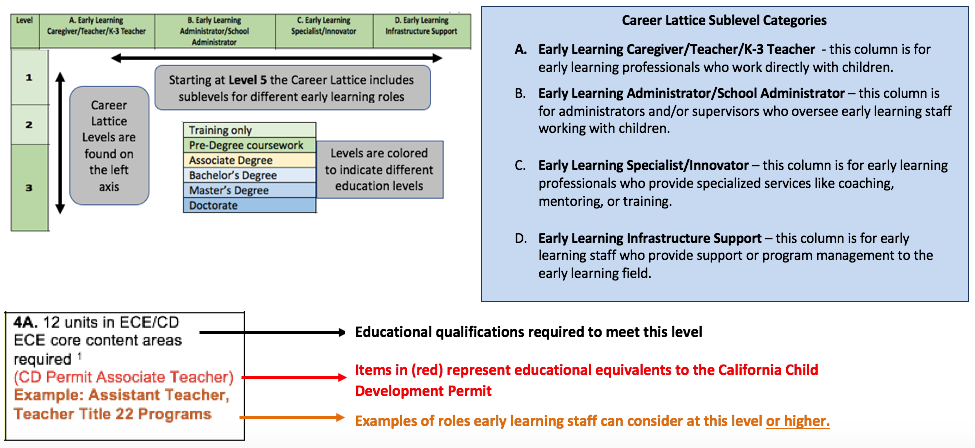 Level
A. Early Learning
Caregiver/Teacher/K-3 Teacher
B. Early Learning
Administrator/School
Administrator
C. Early Learning
Specialist/Innovator
D. Early Learning
Infrastructure Support
1
2
3
Career
Lattice
Levels are
found on
the left
axis
Starting at Level 5 the Career Lattice includes
sublevels for different early learning roles
Training only
Pre-Degree coursework
Associate Degree
Bachelor's Degree
Master's Degree
Doctorate
Levels are colored
to indicate different
education levels
Career Lattice Sublevel Categories
A. Early Learning Caregiver/Teacher/K-3 Teacher - this column is for
early learning professionals who work directly with children.
B. Early Learning Administrator/School Administrator – this column is
for administrators and/or supervisors who oversee early learning staff
working with children.
C. Early Learning Specialist/Innovator – this column is for early learning
professionals who provide specialized services like coaching,
mentoring, or training.
D. Early Learning Infrastructure Support – this column is for early
learning staff who provide support or program management to the
early learning field.
4A. 12 units in ECE/CD
ECE core content areas
required 1
(CD Permit Associate Teacher)
Example: Assistant Teacher,
Teacher Title 22 Programs
Educational qualifications required to meet this level
Items in (red) represent educational equivalents to the California Child
Development Permit
Examples of roles early learning staff can consider at this level or higher.